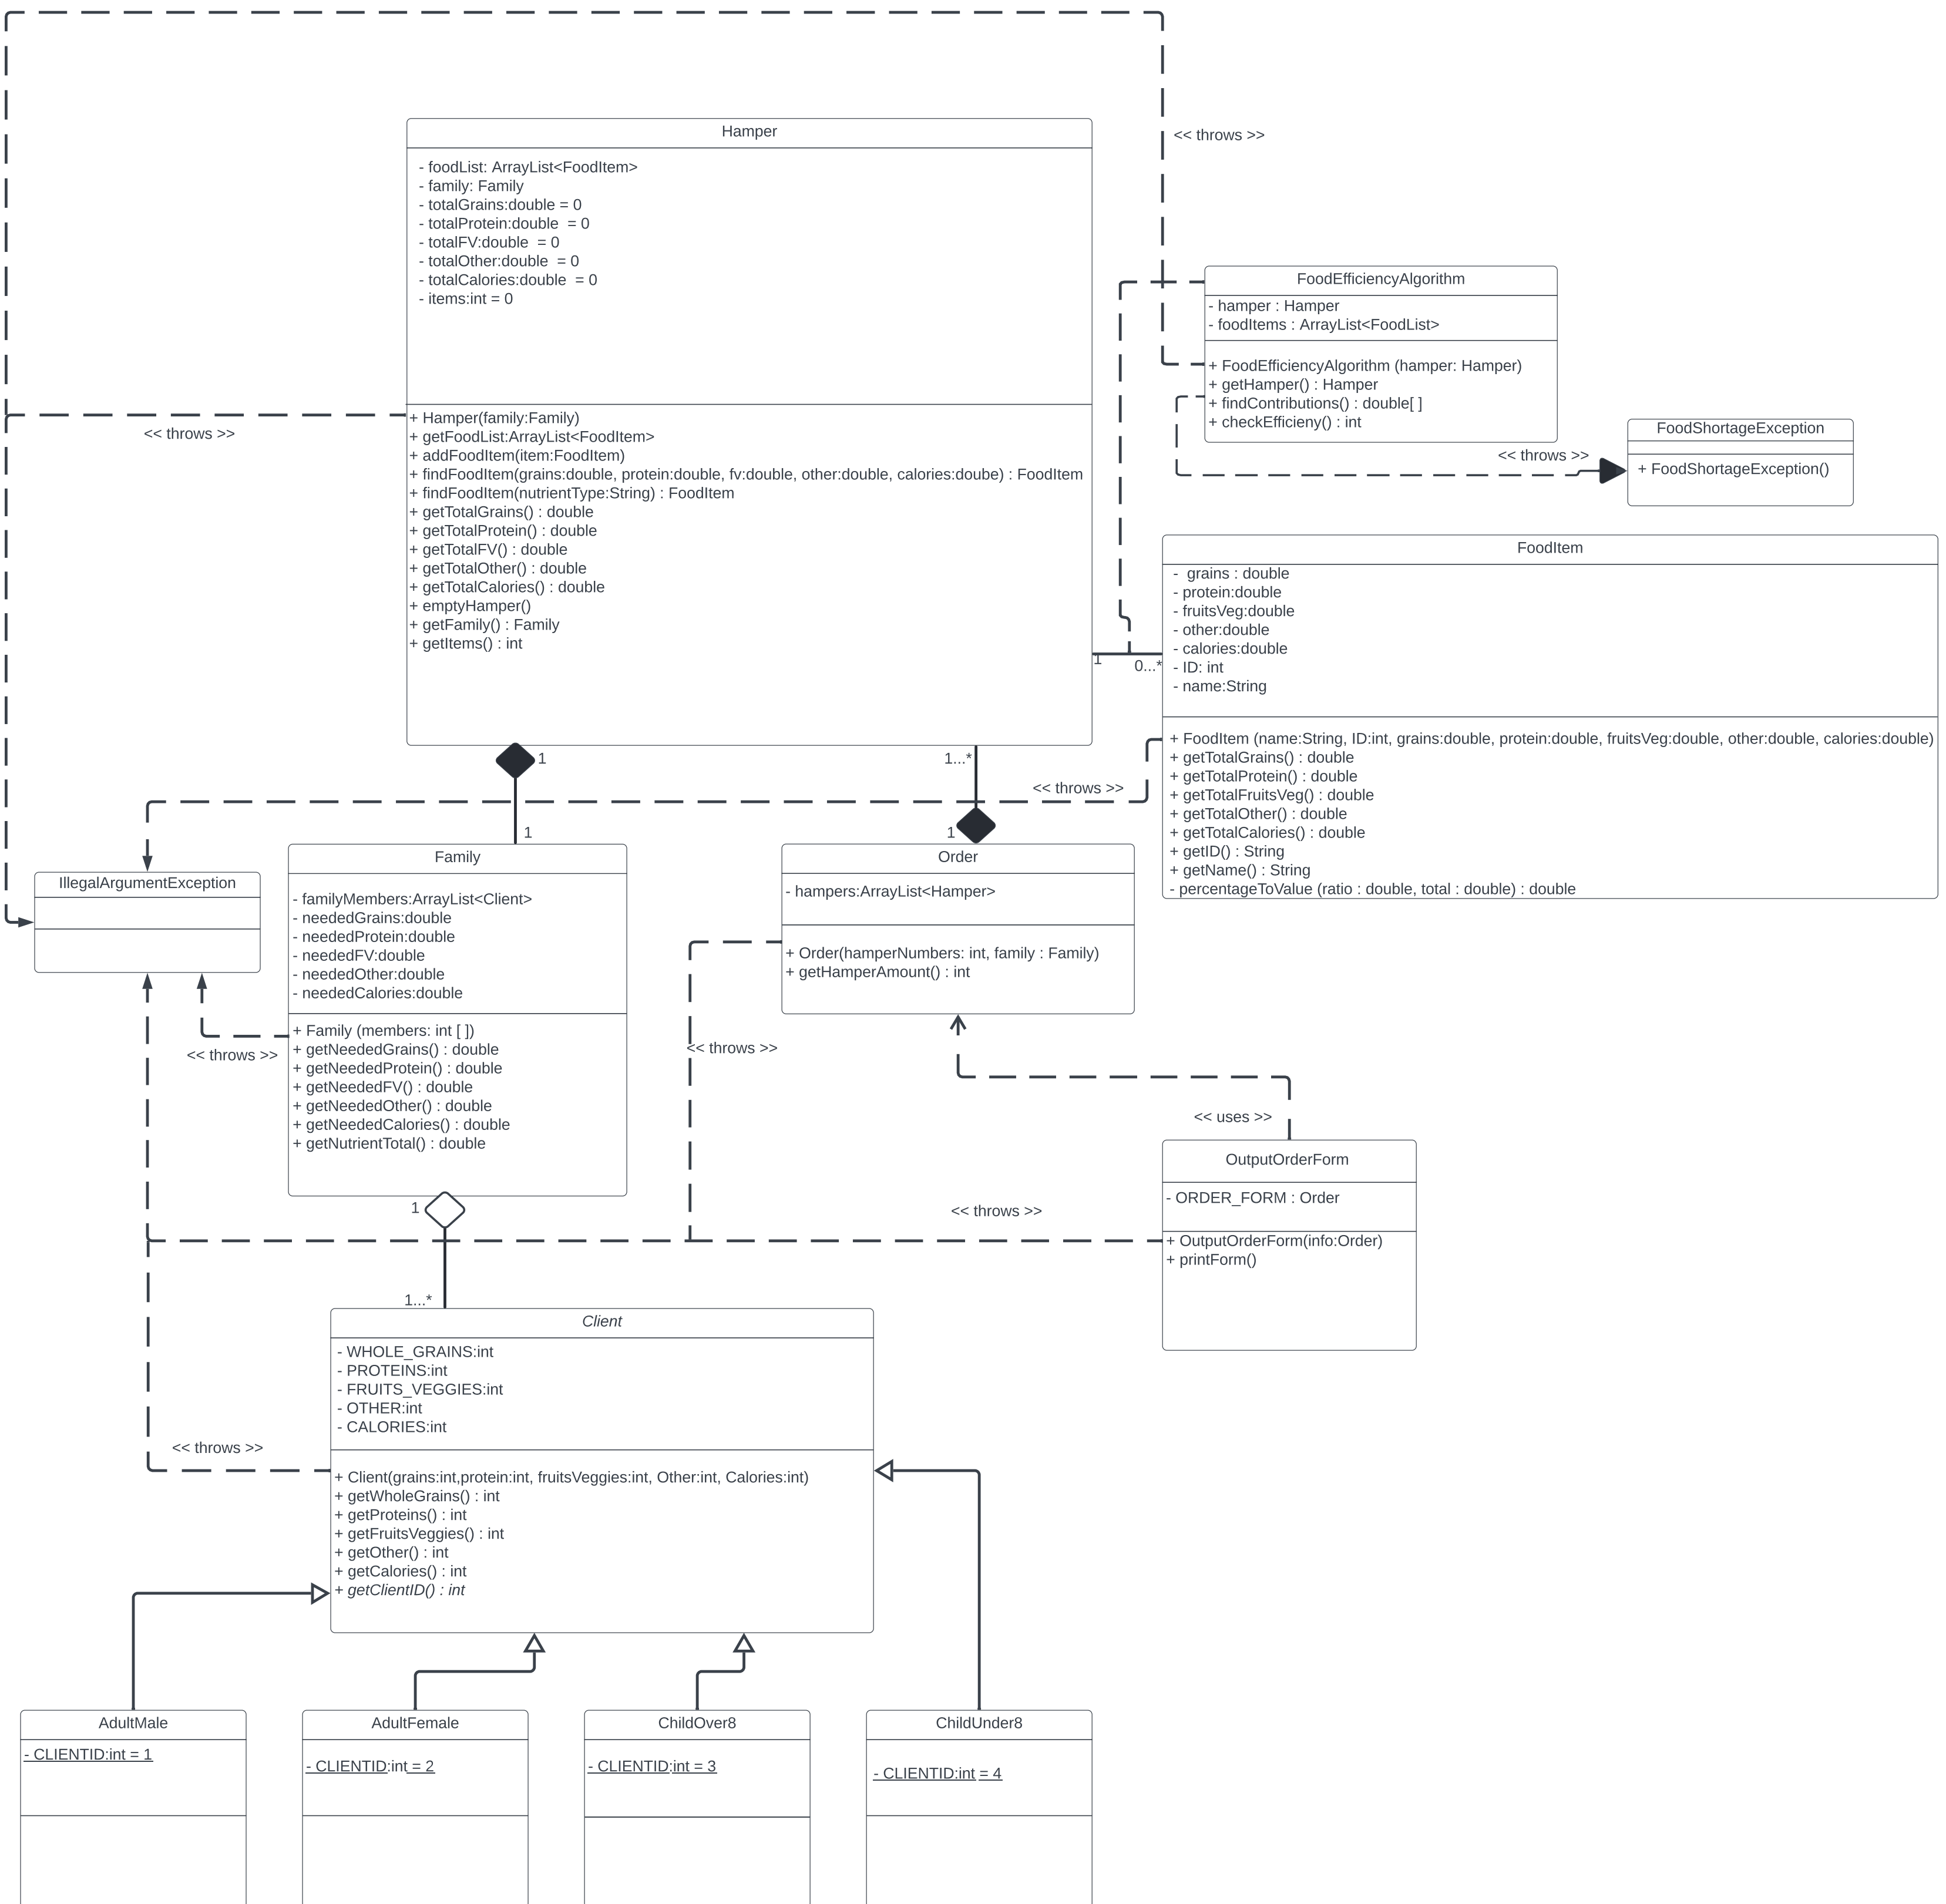 << throws >>
Hamper
- foodList: ArrayList<FoodItem>
- family: Family
- totalGrains:double = 0
- totalProtein:double  = 0
- totalFV:double  = 0
- totalOther:double  = 0
- totalCalories:double  = 0
- items:int = 0
+ Hamper(family:Family)
+ getFoodList:ArrayList<FoodItem>
+ addFoodItem(item:FoodItem)
+ findFoodItem(grains:double, protein:double, fv:double, other:double, calories:doube) : FoodItem
+ findFoodItem(nutrientType:String) : FoodItem
+ getTotalGrains() : double
+ getTotalProtein() : double
+ getTotalFV() : double
+ getTotalOther() : double
+ getTotalCalories() : double
+ emptyHamper()
+ getFamily() : Family
+ getItems() : int
<< throws >>
FoodEfficiencyAlgorithm
- hamper : Hamper
- foodItems : ArrayList<FoodList>
+ FoodEfficiencyAlgorithm (hamper: Hamper)
+ getHamper() : Hamper
+ findContributions() : double[ ]
+ checkEfficieny() : int
<< throws >>
FoodShortageException
+ FoodShortageException()
FoodItem
-  grains : double
- protein:double
- fruitsVeg:double
- other:double
- calories:double
- ID: int
- name:String
+ FoodItem (name:String, ID:int, grains:double, protein:double, fruitsVeg:double, other:double, calories:double)
+ getTotalGrains() : double
+ getTotalProtein() : double
+ getTotalFruitsVeg() : double
+ getTotalOther() : double
+ getTotalCalories() : double
+ getID() : String
+ getName() : String
- percentageToValue (ratio : double, total : double) : double
1
0...*
1
1...*
<< throws >>
1
1
IllegalArgumentException
Family
- familyMembers:ArrayList<Client>
- neededGrains:double
- neededProtein:double
- neededFV:double
- neededOther:double
- neededCalories:double
+ Family (members: int [ ])
+ getNeededGrains() : double
+ getNeededProtein() : double
+ getNeededFV() : double
+ getNeededOther() : double
+ getNeededCalories() : double
+ getNutrientTotal() : double
<< throws >>
Order
- hampers:ArrayList<Hamper>
+ Order(hamperNumbers: int, family : Family)
+ getHamperAmount() : int
<< throws >>
<< uses >>
OutputOrderForm
- ORDER_FORM : Order
+ OutputOrderForm(info:Order)
+ printForm()
<< throws >>
1
1...*
Client
- WHOLE_GRAINS:int
- PROTEINS:int
- FRUITS_VEGGIES:int
- OTHER:int
- CALORIES:int
+ Client(grains:int,protein:int, fruitsVeggies:int, Other:int, Calories:int)
+ getWholeGrains() : int
+ getProteins() : int
+ getFruitsVeggies() : int
+ getOther() : int
+ getCalories() : int
+ getClientID() : int
<< throws >>
AdultMale
- CLIENTID:int = 1
AdultFemale
- CLIENTID:int = 2
ChildOver8
- CLIENTID:int = 3
ChildUnder8
- CLIENTID:int = 4